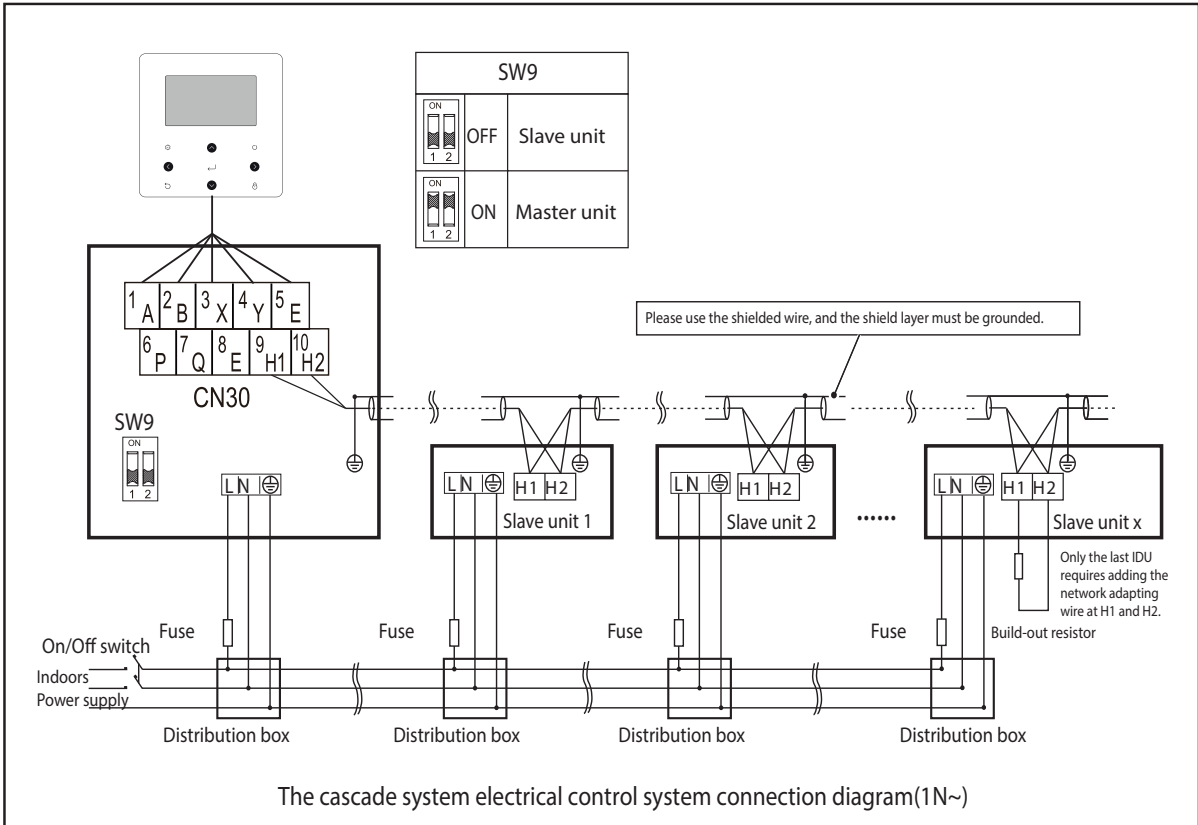 SW9
ON
1 2
OFF
Slave unit
ON
1 2
ON
Master unit
1 A
2 B
3 X
4 Y
5 E
6 P
7 Q
8 E
9 H1
10 H2
CN30
Please use the shielded wire, and the shield layer must be grounded.
SW9
ON
1 2
L N
L N
H1 H2
Slave unit 1
L N
H1 H2
Slave unit 2
......
L N
H1 H2
Slave unit x
Only the last IDU
requires adding the
network adapting
wire at H1 and H2.
Fuse
Fuse
Fuse
Fuse
Build-out resistor
On/Off switch
Indoors
Power supply
Distribution box
Distribution box
Distribution box
Distribution box
The cascade system electrical control system connection diagram(1N~)